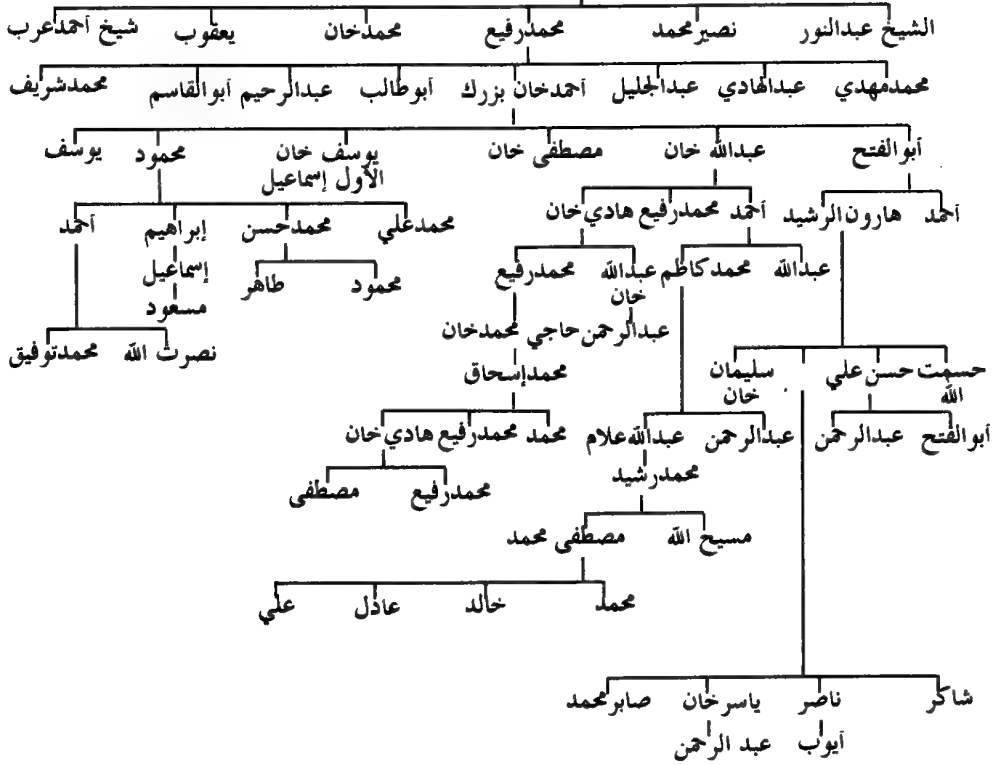 الشيخ عبدالنور نصيرمحمد محمدرفيع محمدخان يعقوب شيخ أحمدعرب
محمدمهدي عبدالهادي عبدالجليل أحمدخان بزرك أبوطالب عبدالرحيم أبوالقاسم محمدشريف
أبوالفتح عبدالله خان مصطفى خان يوسف خان محمود يوسف
الأول إسماعيل
أحمد هارون الرشيد أحمد محمدرفيع هادي خان محمدعلي محمدحسن إبراهيم أحمد
عبدالله محمدكاظم عبدالله محمدرفيع محمود طاهر إسماعيل
خان
مسعود
عبدالرحمن حاجي محمدخان نصرت الله محمدتوفيق
حسمت حسن علي سليمان محمدإسحاق
الله خان
أبوالفتح عبدالرحمن عبدالرحمن عبدالله علام محمد محمدرفيع هادي خان
محمدرشيد محمدرفيع مصطفى
مسيح الله مصطفى محمد
محمد خالد عادل علي
شاكر ناصر ياسرخان صابرمحمد
أيوب عبد الرحمن